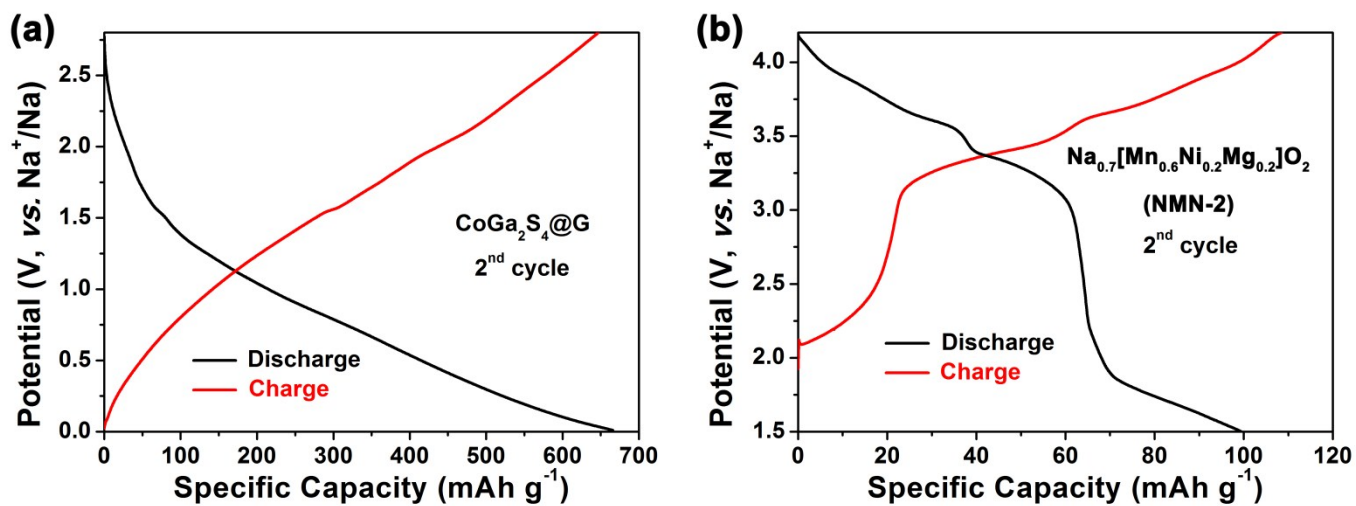 (a)
Potential (V, vs. Na⁺/Na)
2.5
2.0
1.5
1.0
0.5
0.0
CoGa₂S₄@G
2ⁿᵈ cycle
Discharge
Charge
0 100 200 300 400 500 600 700
Specific Capacity (mAh g⁻¹)
(b)
Potential (V, vs. Na⁺/Na)
4.0
3.5
3.0
2.5
2.0
1.5
Na₀.₇[Mn₀.₆Ni₀.₂Mg₀.₂]O₂
(NMN-2)
2ⁿᵈ cycle
Discharge
Charge
0 20 40 60 80 100 120
Specific Capacity (mAh g⁻¹)